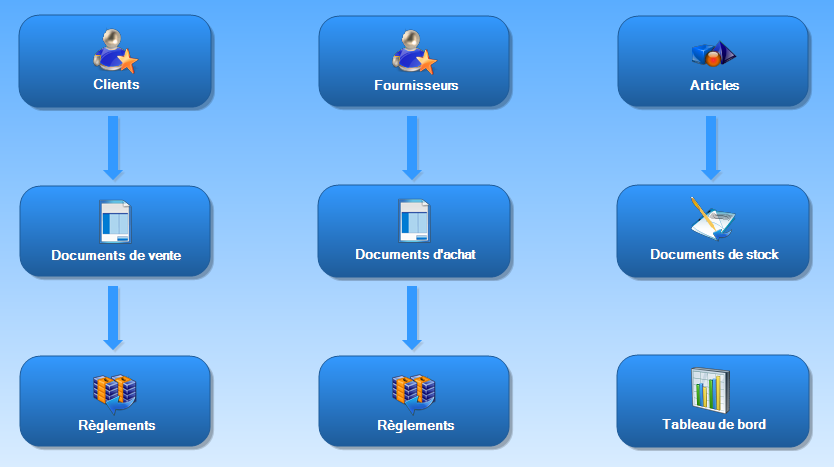 Clients
Fournisseurs
Articles
Documents de vente
Documents d'achat
Documents de stock
Règlements
Règlements
Tableau de bord